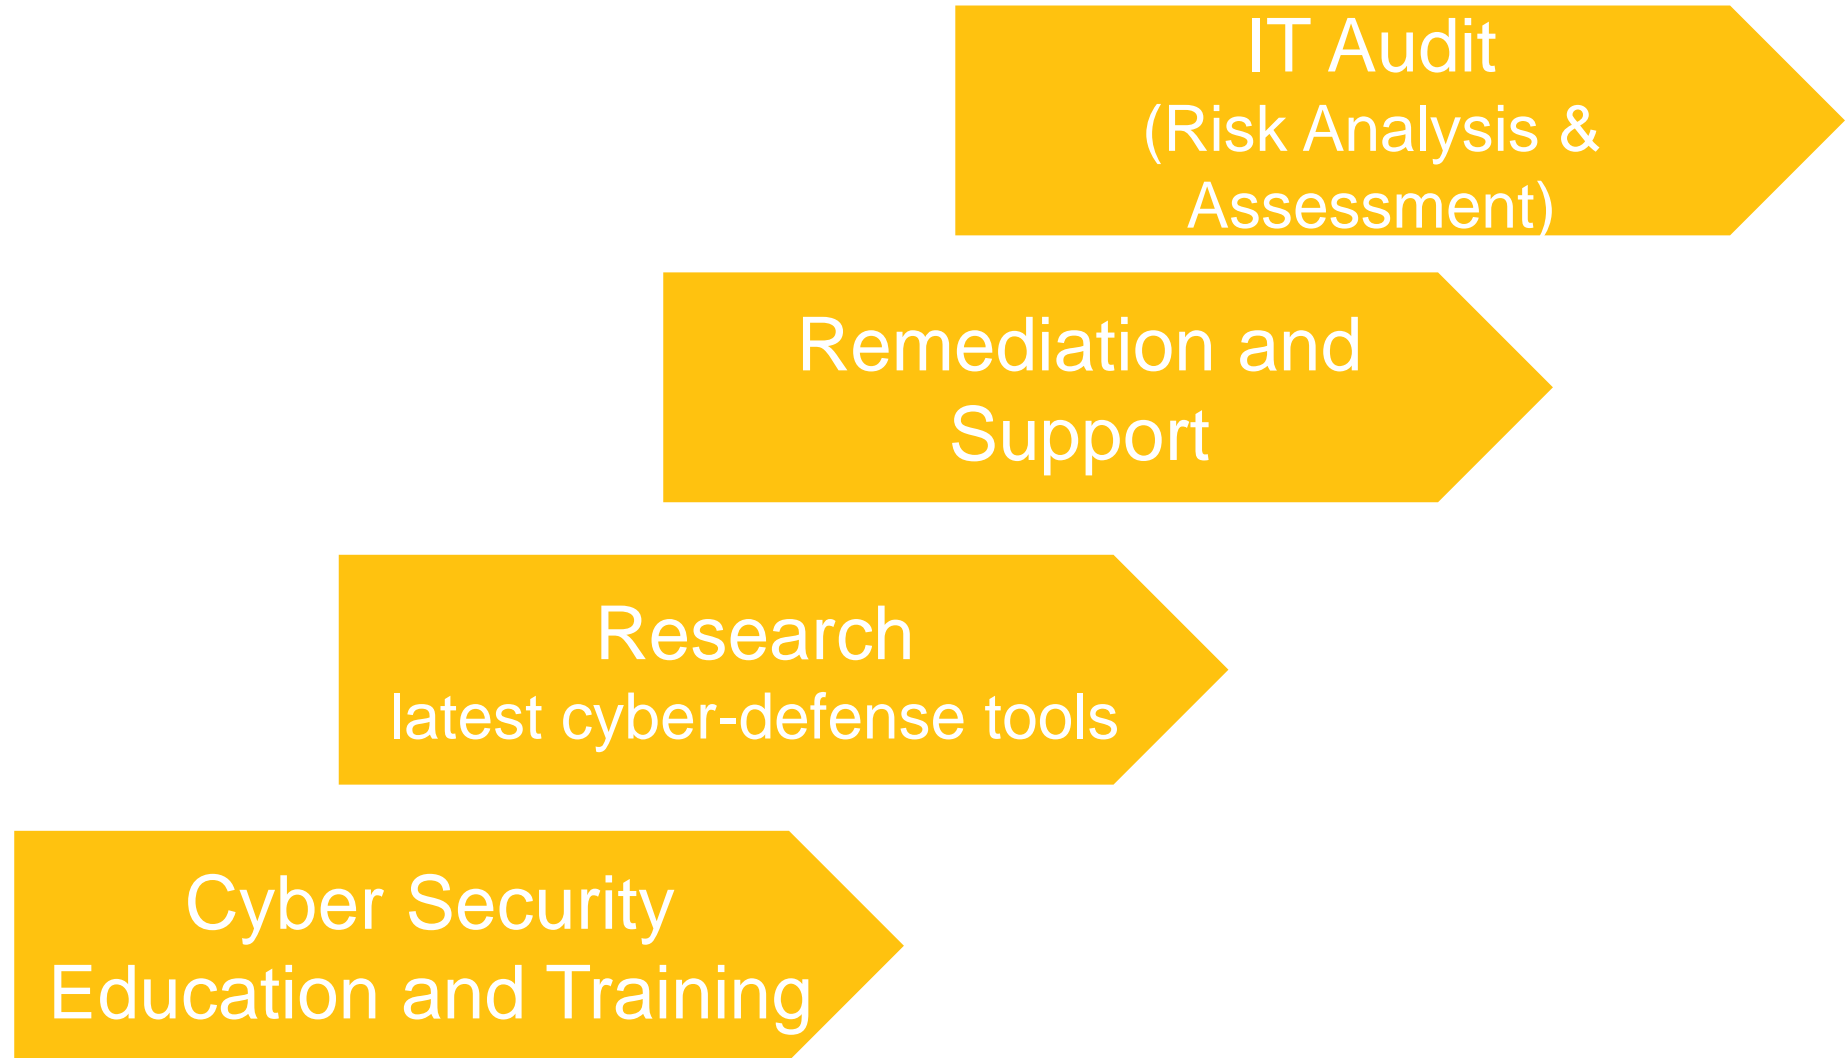 IT Audit
(Risk Analysis &
Assessment)
Remediation and
Support
Research
latest cyber-defense tools
Cyber Security
Education and Training